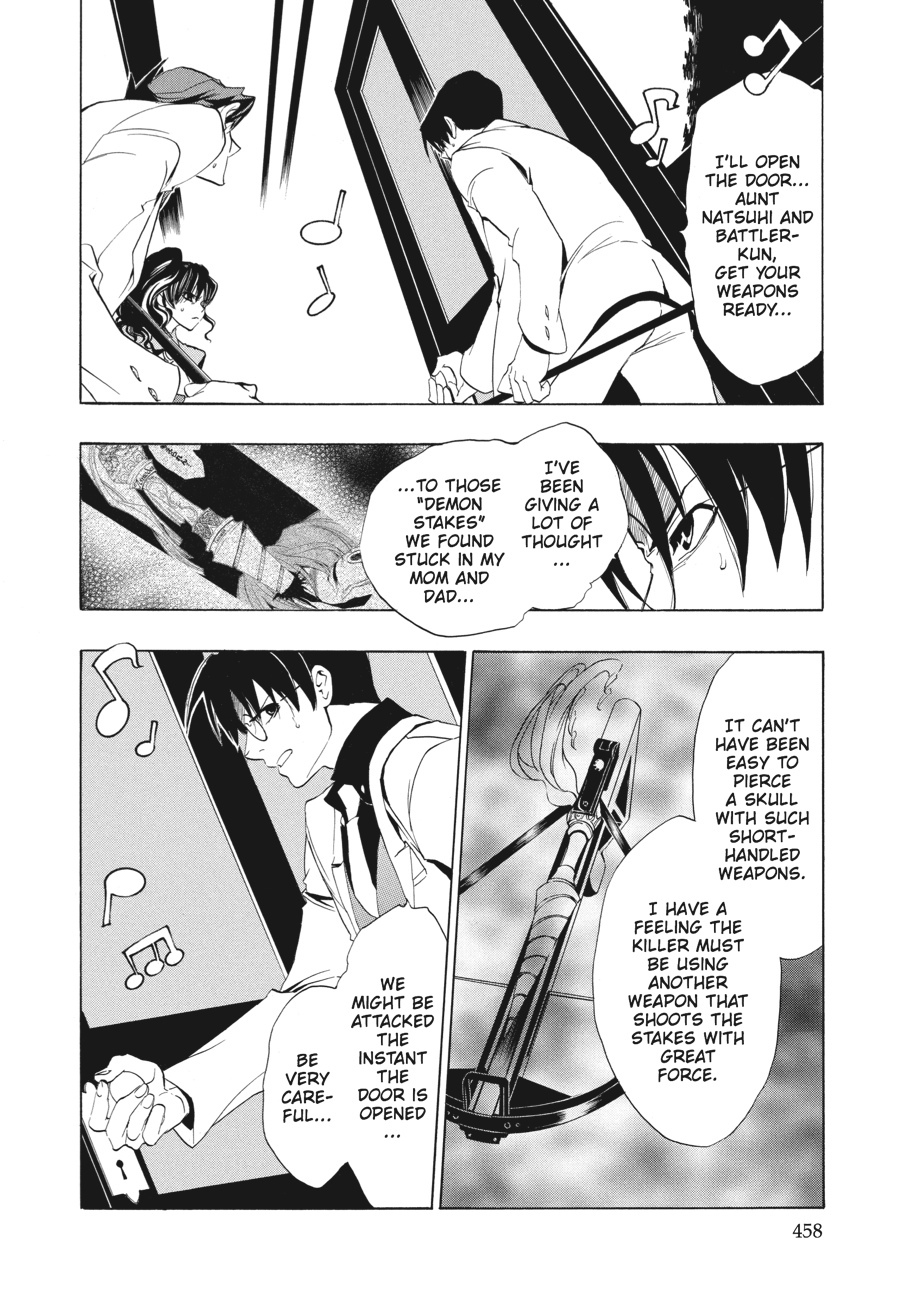 I'LL OPEN
THE DOOR...
AUNT
NATSUHI AND
BATTLER-
KUN,
GET YOUR
WEAPONS
READY...
I'VE
BEEN
GIVING A
LOT OF
THOUGHT
...
...TO THOSE
"DEMON
STAKES"
WE FOUND
STUCK IN MY
MOM AND
DAD...
IT CAN'T
HAVE BEEN
EASY TO
PIERCE
A SKULL
WITH SUCH
SHORT-
HANDLED
WEAPONS.
I HAVE A
FEELING THE
KILLER MUST
BE USING
ANOTHER
WEAPON THAT
SHOOTS THE
STAKES WITH
GREAT
FORCE.
WE
MIGHT BE
ATTACKED
THE
INSTANT
THE
DOOR IS
OPENED
...
BE
VERY
CARE-
FUL...
458